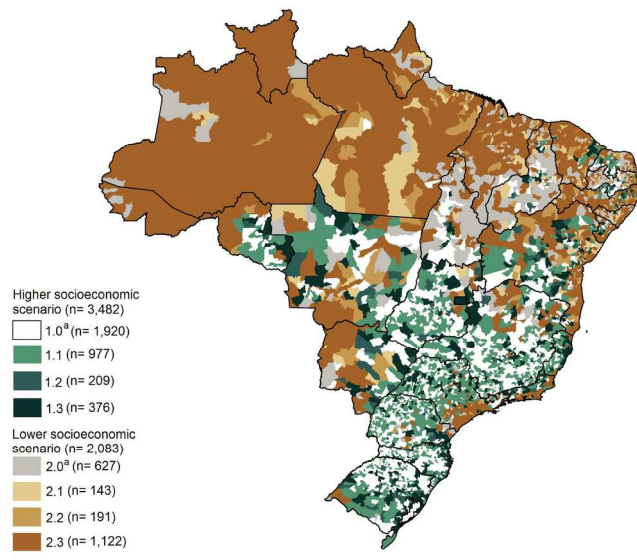 Higher socioeconomic
scenario (n= 3,482)
1.0ª (n= 1,920)
1.1 (n= 977)
1.2 (n= 209)
1.3 (n= 376)
Lower socioeconomic
scenario (n= 2,083)
2.0ª (n= 627)
2.1 (n= 143)
2.2 (n= 191)
2.3 (n= 1,122)